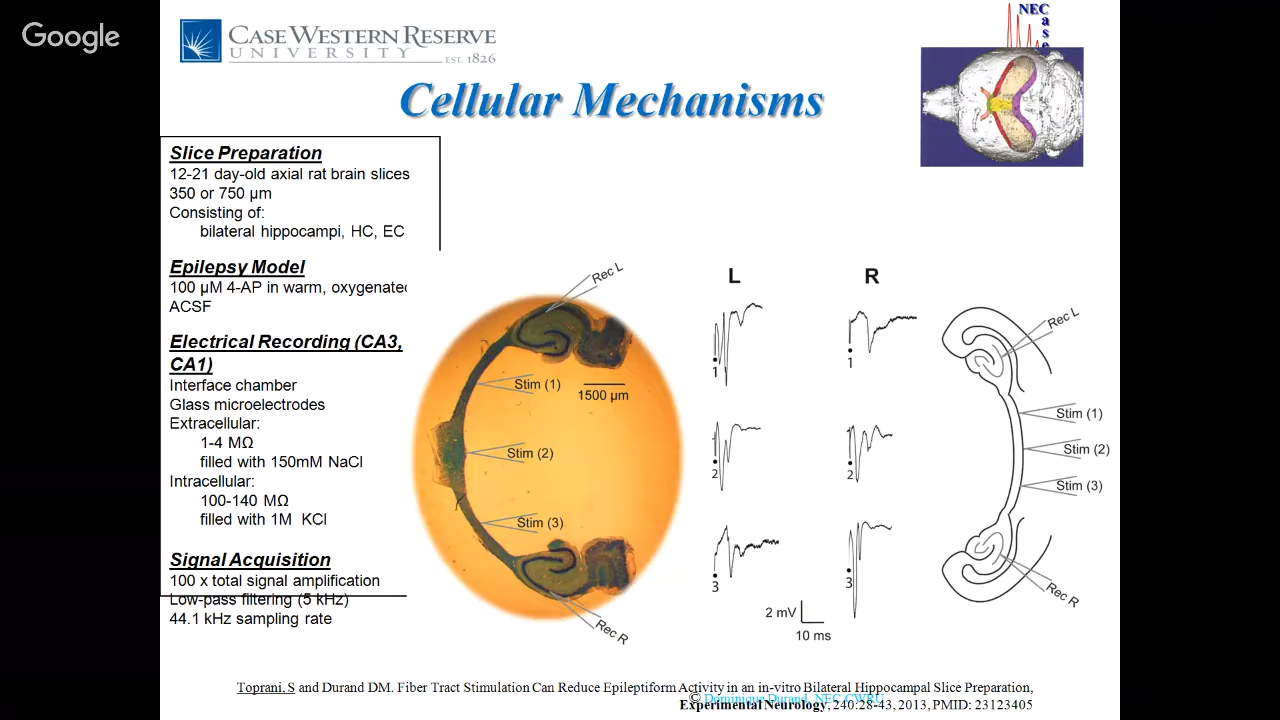 Google
CASE WESTERN RESERVE
UNIVERSITY EST. 1826
NEC
a
s
e
Cellular Mechanisms
Slice Preparation
12-21 day-old axial rat brain slices
350 or 750 µm
Consisting of:
bilateral hippocampi, HC, EC
Epilepsy Model
100 µM 4-AP in warm, oxygenated
ACSF
Electrical Recording (CA3,
CA1)
Interface chamber
Glass microelectrodes
Extracellular:
1-4 MΩ
filled with 150mM NaCl
Intracellular:
100-140 MΩ
filled with 1M KCl
Signal Acquisition
100 x total signal amplification
Low-pass filtering (5 kHz)
44.1 kHz sampling rate
Rec L
Stim (1)
1500 µm
Stim (2)
Stim (3)
Rec R
L
R
1
1
2
2
3
3
2 mV
10 ms
Rec L
Stim (1)
Stim (2)
Stim (3)
Rec R
Toprani, S and Durand DM. Fiber Tract Stimulation Can Reduce Epileptiform Activity in an in-vitro Bilateral Hippocampal Slice Preparation,
© Dominique Durand, NEC CWRU
Experimental Neurology, 240:28-43, 2013, PMID: 23123405